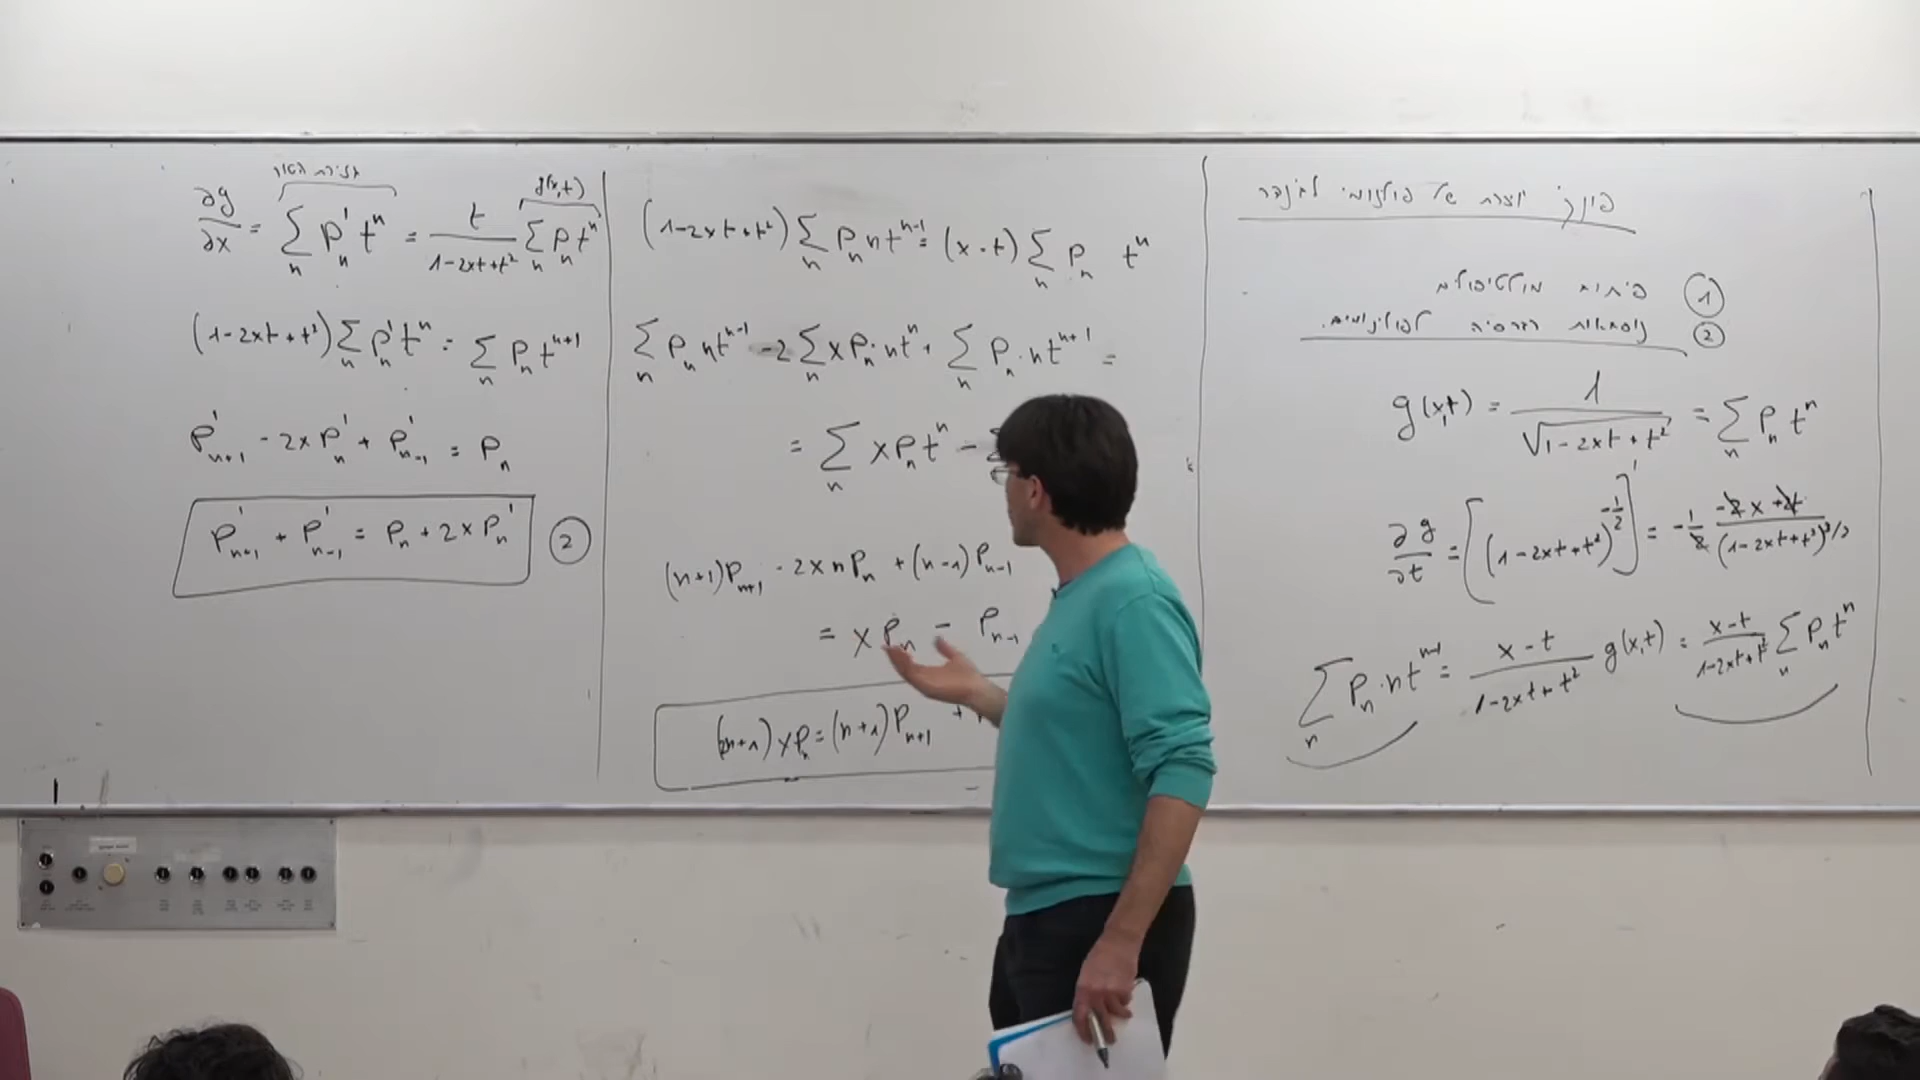 פונק' יוצרת של פולינומי לג'נדר
① פיתוח מולטיפולים
② נוסחאות רקורסיה לפולינומים.
g(x,t) = 1/√(1-2xt+t²) = Σ_n P_n t^n
∂g/∂t = [(1-2xt+t²)^{-1/2}]' = -1/2 (-2x+2t)/(1-2xt+t²)^{3/2}
Σ_n P_n·nt^{n-1} = (x-t)/(1-2xt+t²) g(x,t) = (x-t)/(1-2xt+t²) Σ_n P_n t^n
(1-2xt+t²) Σ_n P_n nt^{n-1} = (x-t) Σ_n P_n t^n
Σ_n P_n nt^{n-1} - 2Σ_n xP_n·nt^n + Σ_n P_n·nt^{n+1} =
= Σ_n xP_n t^n -
(n+1)P_{n+1} - 2xnP_n + (n-1)P_{n-1}
= xP_n - P_{n-1}
(2n+1)xP_n = (n+1)P_{n+1} +
g(x,t)
∂g/∂x = Σ_n P'_n t^n = t/(1-2xt+t²) Σ_n P_n t^n
(1-2xt+t²) Σ_n P'_n t^n = Σ_n P_n t^{n+1}
P'_{n+1} - 2xP'_n + P'_{n-1} = P_n
P'_{n+1} + P'_{n-1} = P_n + 2xP'_n ②